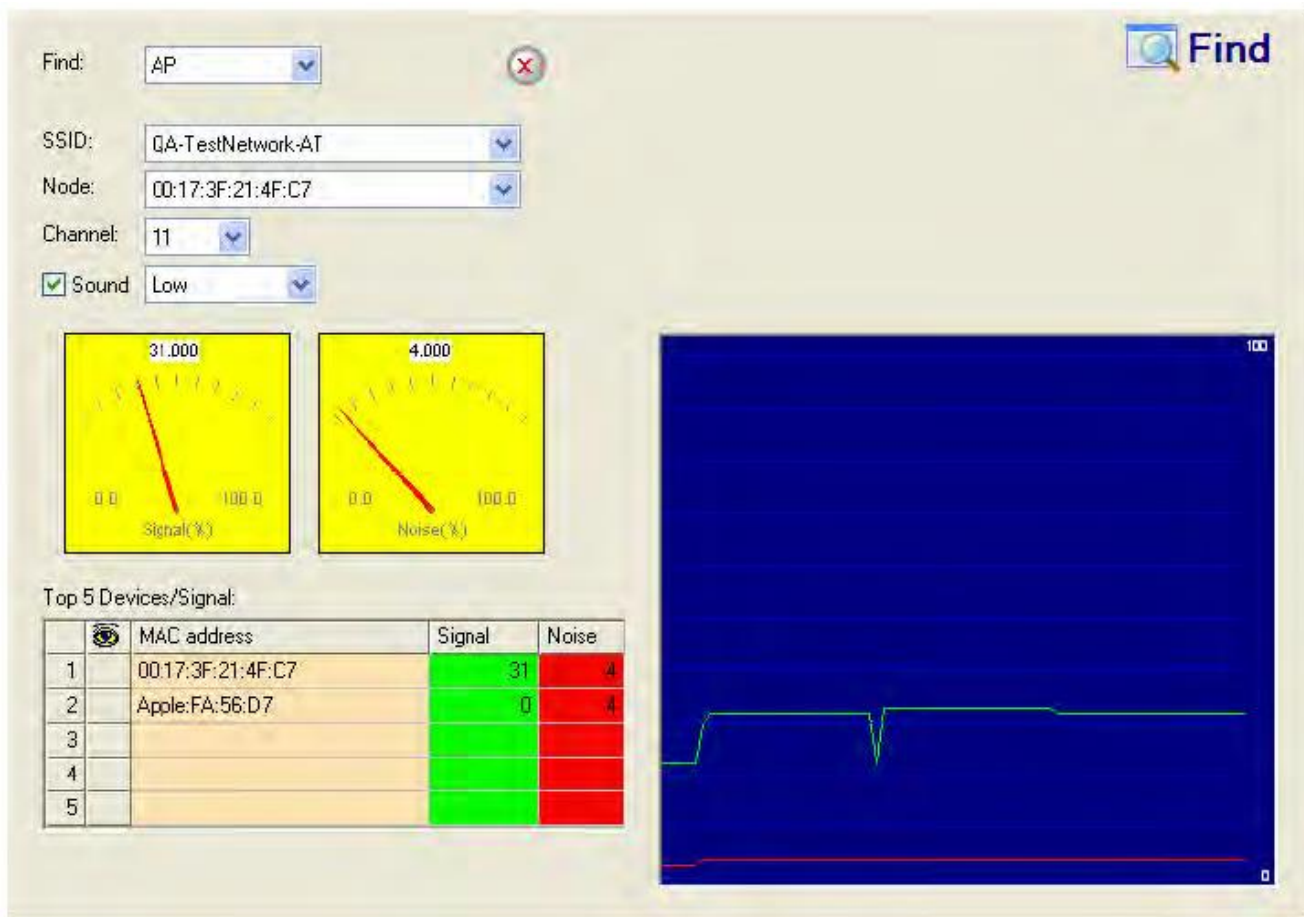 Find
Find: AP
SSID: QA-TestNetwork-AT
Node: 00:17:3F:21:4F:C7
Channel: 11
Sound Low
31.000
0.0 100.0
Signal(%)
4.000
0.0 100.0
Noise(%)
100
0
Top 5 Devices/Signal:
MAC address Signal Noise
1 00:17:3F:21:4F:C7 31 4
2 Apple:FA:56:D7 0 4
3
4
5